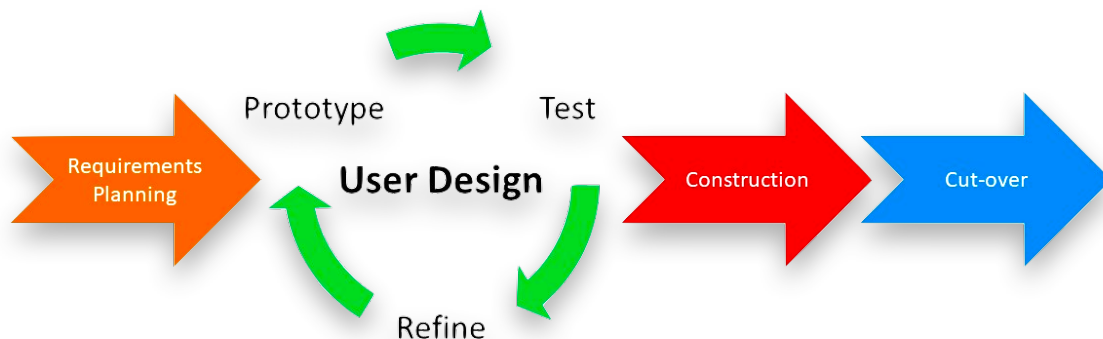 Requirements
Planning
Prototype
Test
User Design
Refine
Construction
Cut-over